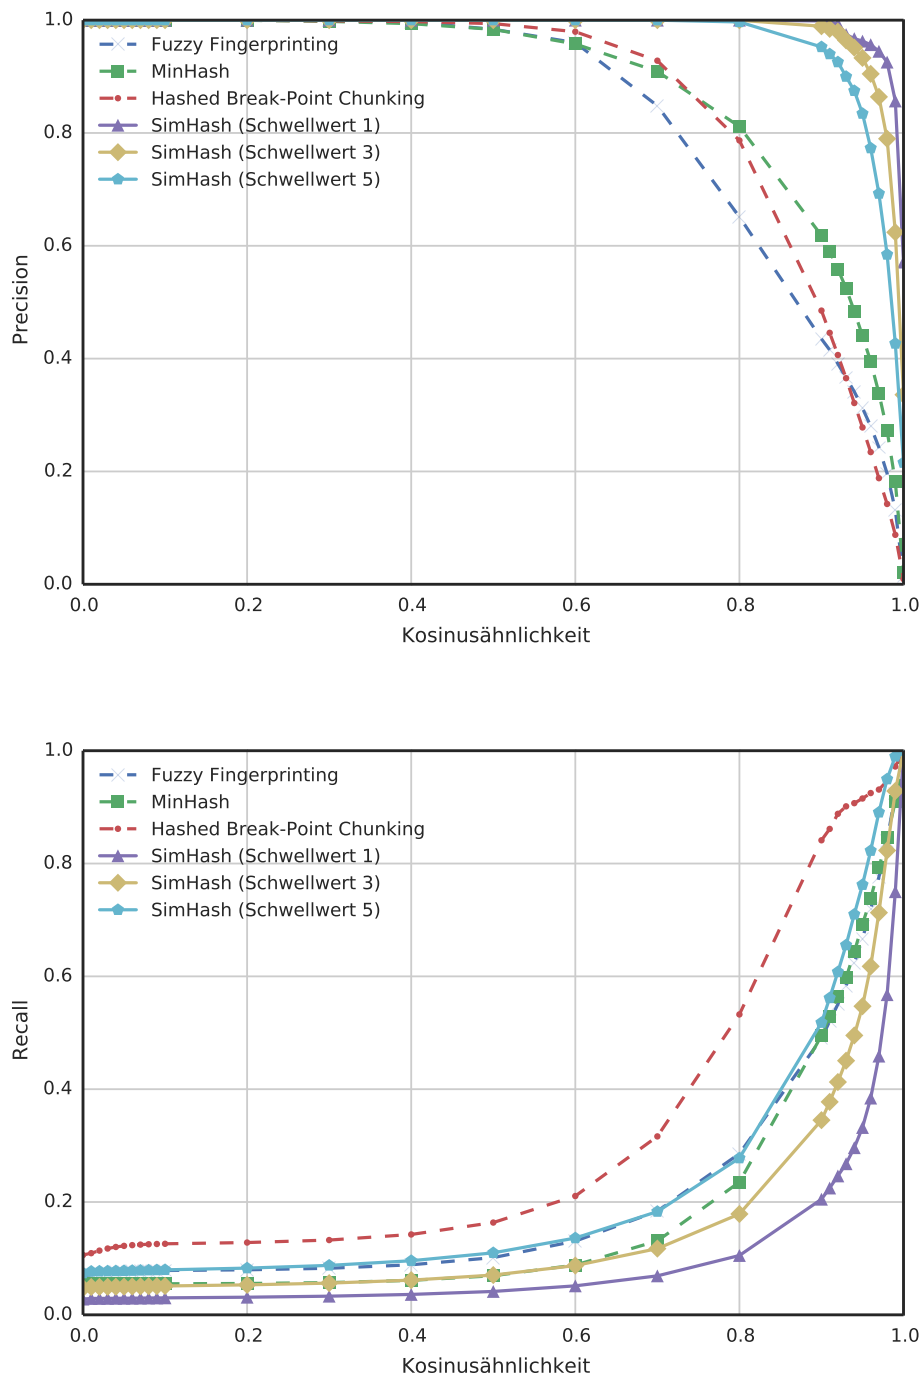 1.0
0.8
0.6
0.4
0.2
0.0
Precision
Fuzzy Fingerprinting
MinHash
Hashed Break-Point Chunking
SimHash (Schwellwert 1)
SimHash (Schwellwert 3)
SimHash (Schwellwert 5)
0.0 0.2 0.4 0.6 0.8 1.0
Kosinusähnlichkeit
1.0
0.8
0.6
0.4
0.2
0.0
Recall
Fuzzy Fingerprinting
MinHash
Hashed Break-Point Chunking
SimHash (Schwellwert 1)
SimHash (Schwellwert 3)
SimHash (Schwellwert 5)
0.0 0.2 0.4 0.6 0.8 1.0
Kosinusähnlichkeit